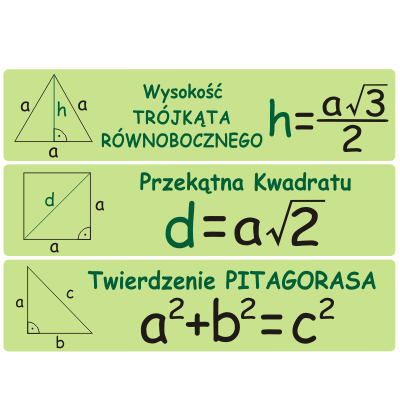 a h a
a
Wysokość
TRÓJKĄTA
RÓWNOBOCZNEGO
h = a√3/2
d a
a
Przekątna Kwadratu
d = a√2
a c
b
Twierdzenie PITAGORASA
a² + b² = c²